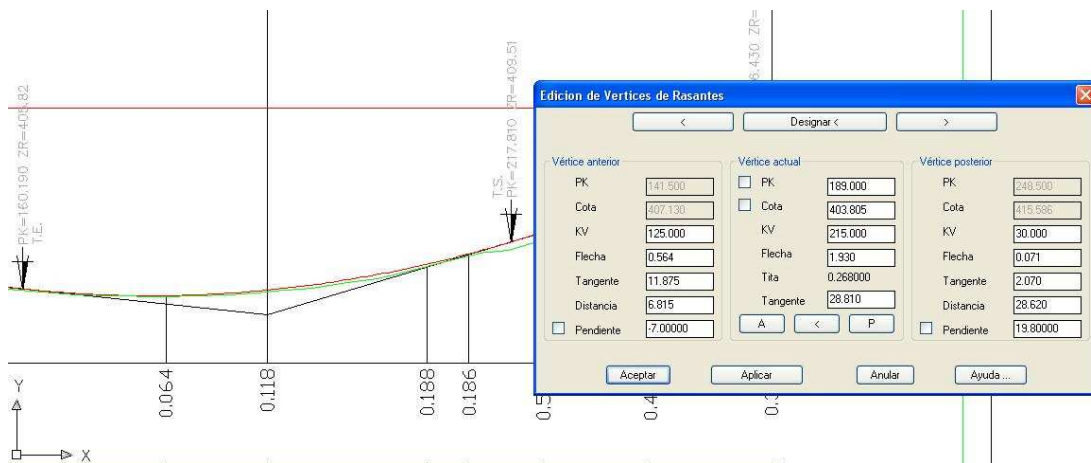 PK=160.190 ZR=405.82
T.E.
T.S.
PK=217.810 ZR=409.51
6.430 ZR=
0.064
0.118
0.188
0.186
Y
X
Edicion de Vertices de Rasantes
<
Designar <
>
Vértice anterior
PK 141.500
Cota 407.130
KV 125.000
Flecha 0.564
Tangente 11.875
Distancia 6.815
Pendiente -7.00000
Vértice actual
PK 189.000
Cota 403.805
KV 215.000
Flecha 1.930
Tita 0.268000
Tangente 28.810
A
<
P
Vértice posterior
PK 248.500
Cota 415.586
KV 30.000
Flecha 0.071
Tangente 2.070
Distancia 28.620
Pendiente 19.80000
Aceptar
Aplicar
Anular
Ayuda ...